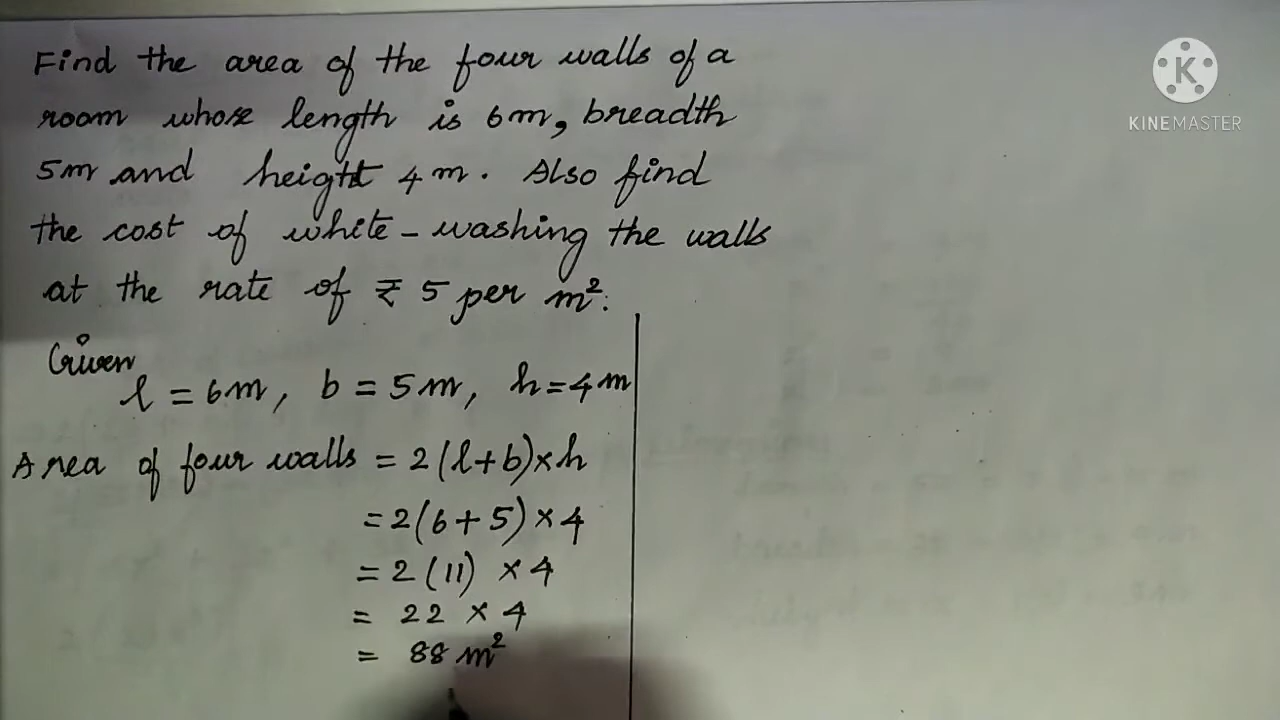 Find the area of the four walls of a
room whose length is 6m, breadth
5m and height 4m. Also find
the cost of white-washing the walls
at the rate of ₹ 5 per m².
Given
l = 6m, b = 5m, h = 4m
Area of four walls = 2(l+b)×h
= 2(6+5)×4
= 2(11) × 4
= 22 × 4
= 88 m²
K
KINEMASTER